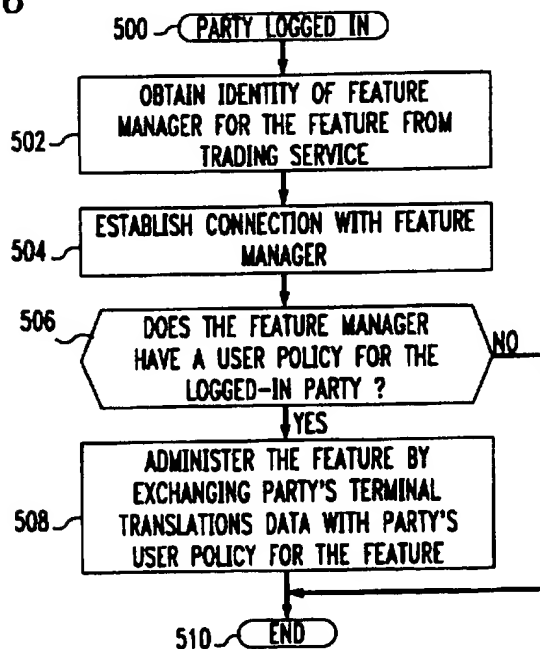 500 PARTY LOGGED IN
OBTAIN IDENTITY OF FEATURE
MANAGER FOR THE FEATURE FROM
502
TRADING SERVICE
ESTABLISH CONNECTION WITH FEATURE
504
MANAGER
506
DOES THE FEATURE MANAGER
HAVE A USER POLICY FOR THE
NO
LOGGED-IN PARTY ?
YES
ADMINISTER THE FEATURE BY
EXCHANGING PARTY'S TERMINAL
508
TRANSLATIONS DATA WITH PARTY'S
USER POLICY FOR THE FEATURE
510 END